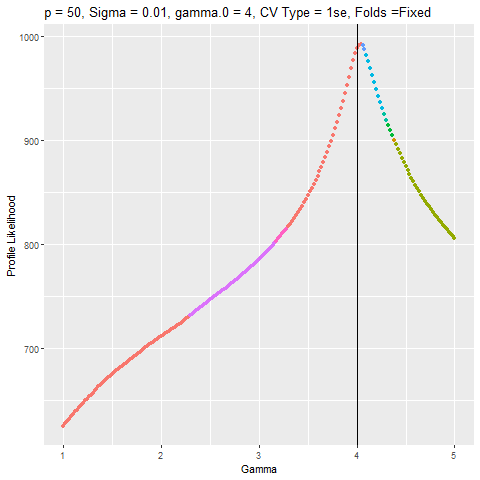 p = 50, Sigma = 0.01, gamma.0 = 4, CV Type = 1se, Folds =Fixed
1000
900
800
700
Profile Likelihood
1 2 3 4 5
Gamma